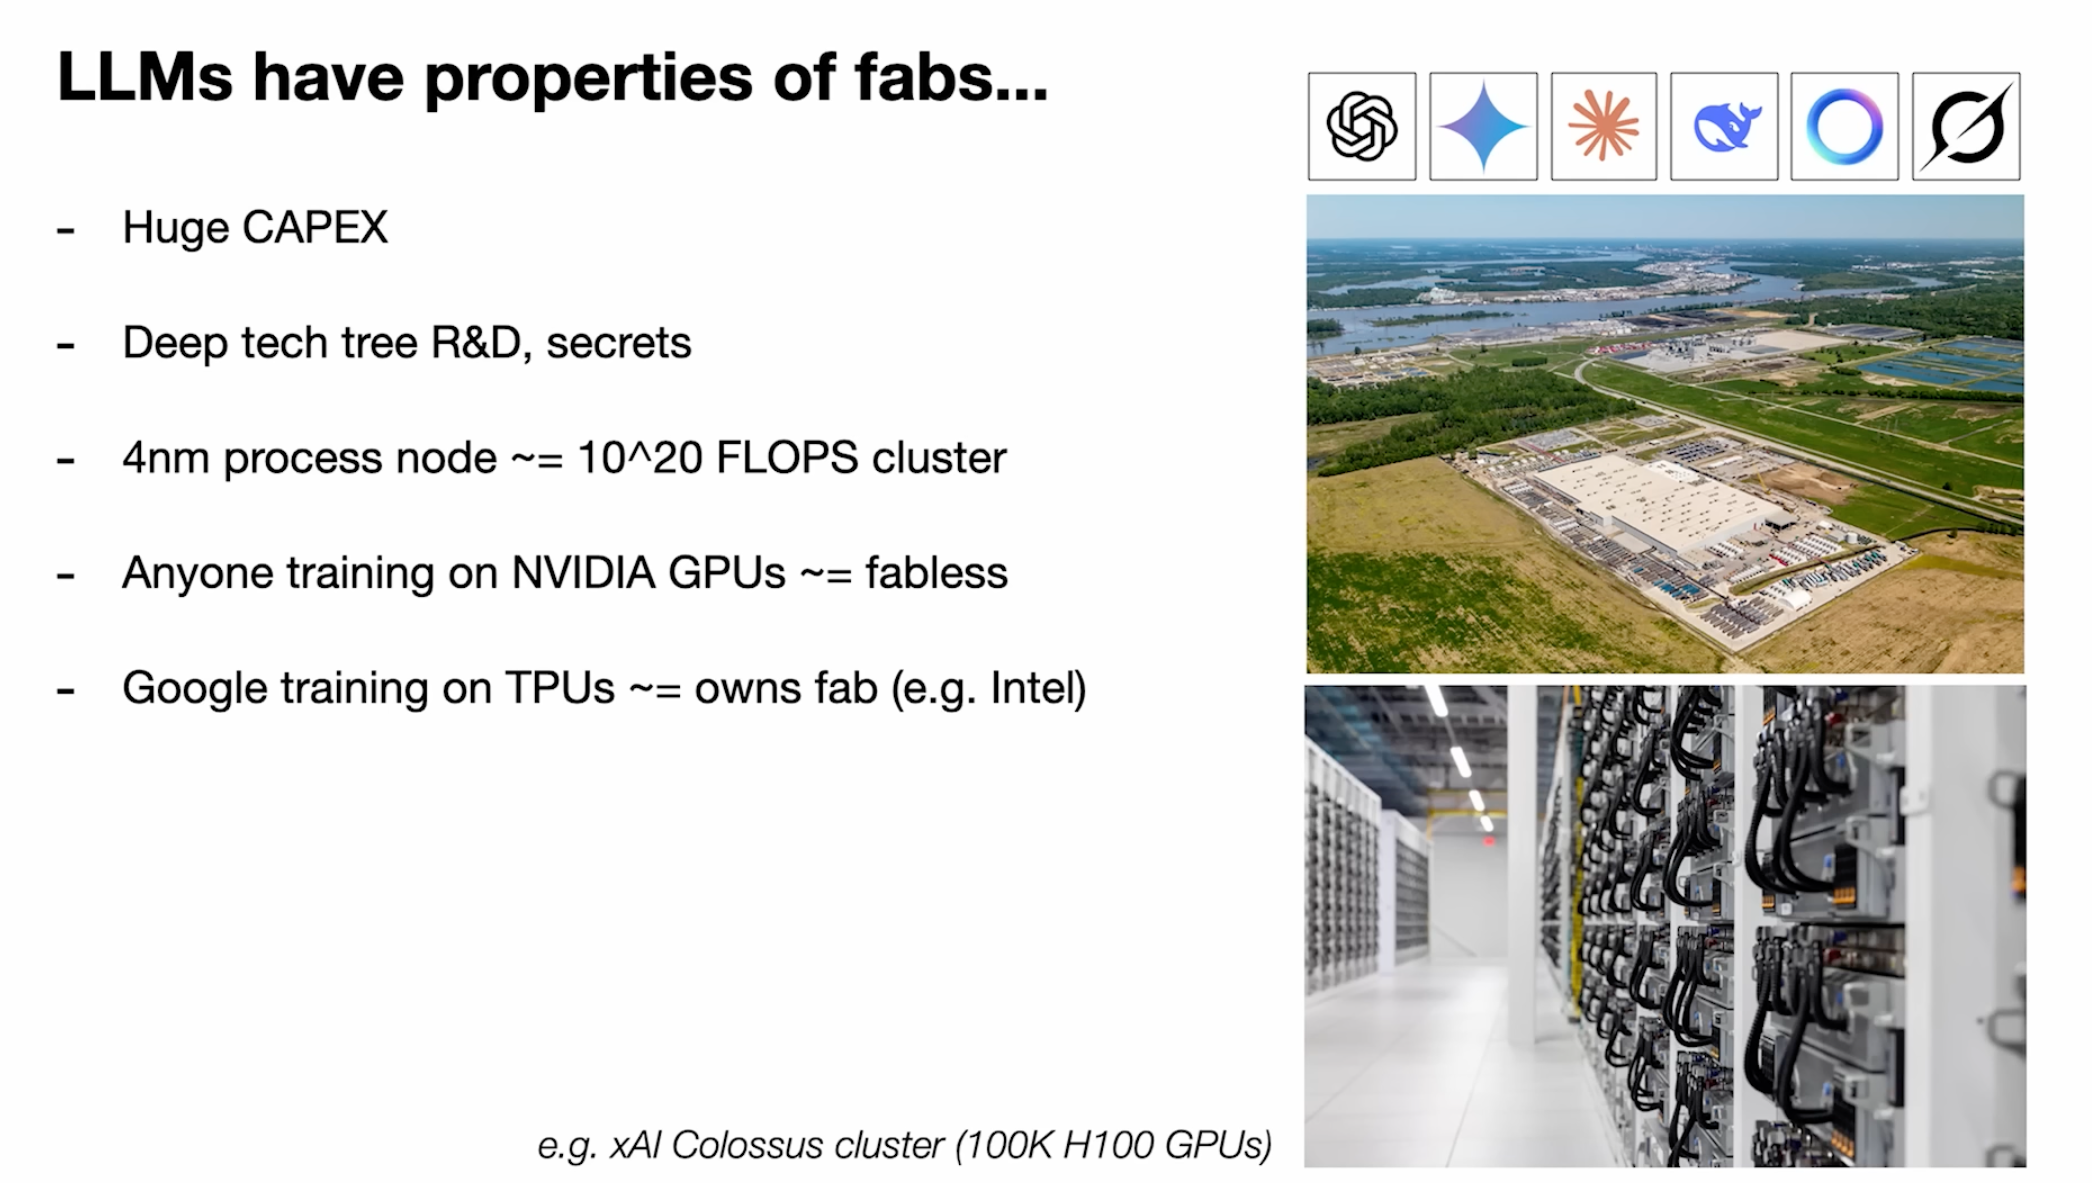 LLMs have properties of fabs...
- Huge CAPEX
- Deep tech tree R&D, secrets
- 4nm process node ~= 10^20 FLOPS cluster
- Anyone training on NVIDIA GPUs ~= fabless
- Google training on TPUs ~= owns fab (e.g. Intel)
e.g. xAI Colossus cluster (100K H100 GPUs)